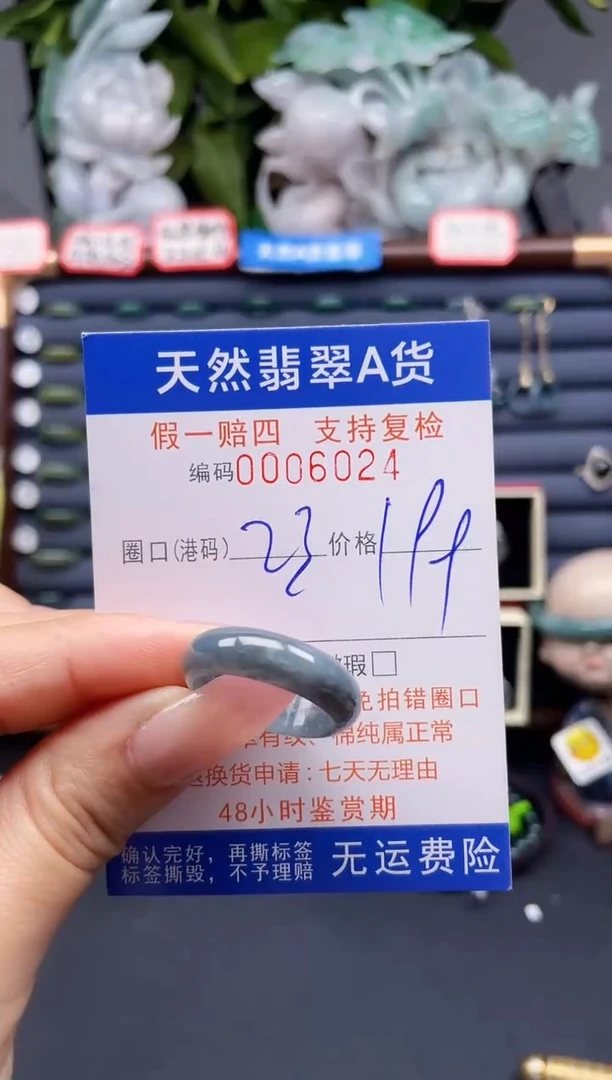 天然翡翠A货
假一赔四 支持复检
编码0006024
圈口(港码) 23 价格 199
瑕□
免拍错圈口
有纹、棉纯属正常
换货申请:七天无理由
48小时鉴赏期
确认完好，再撕标签
标签撕毁，不予理赔
无运费险